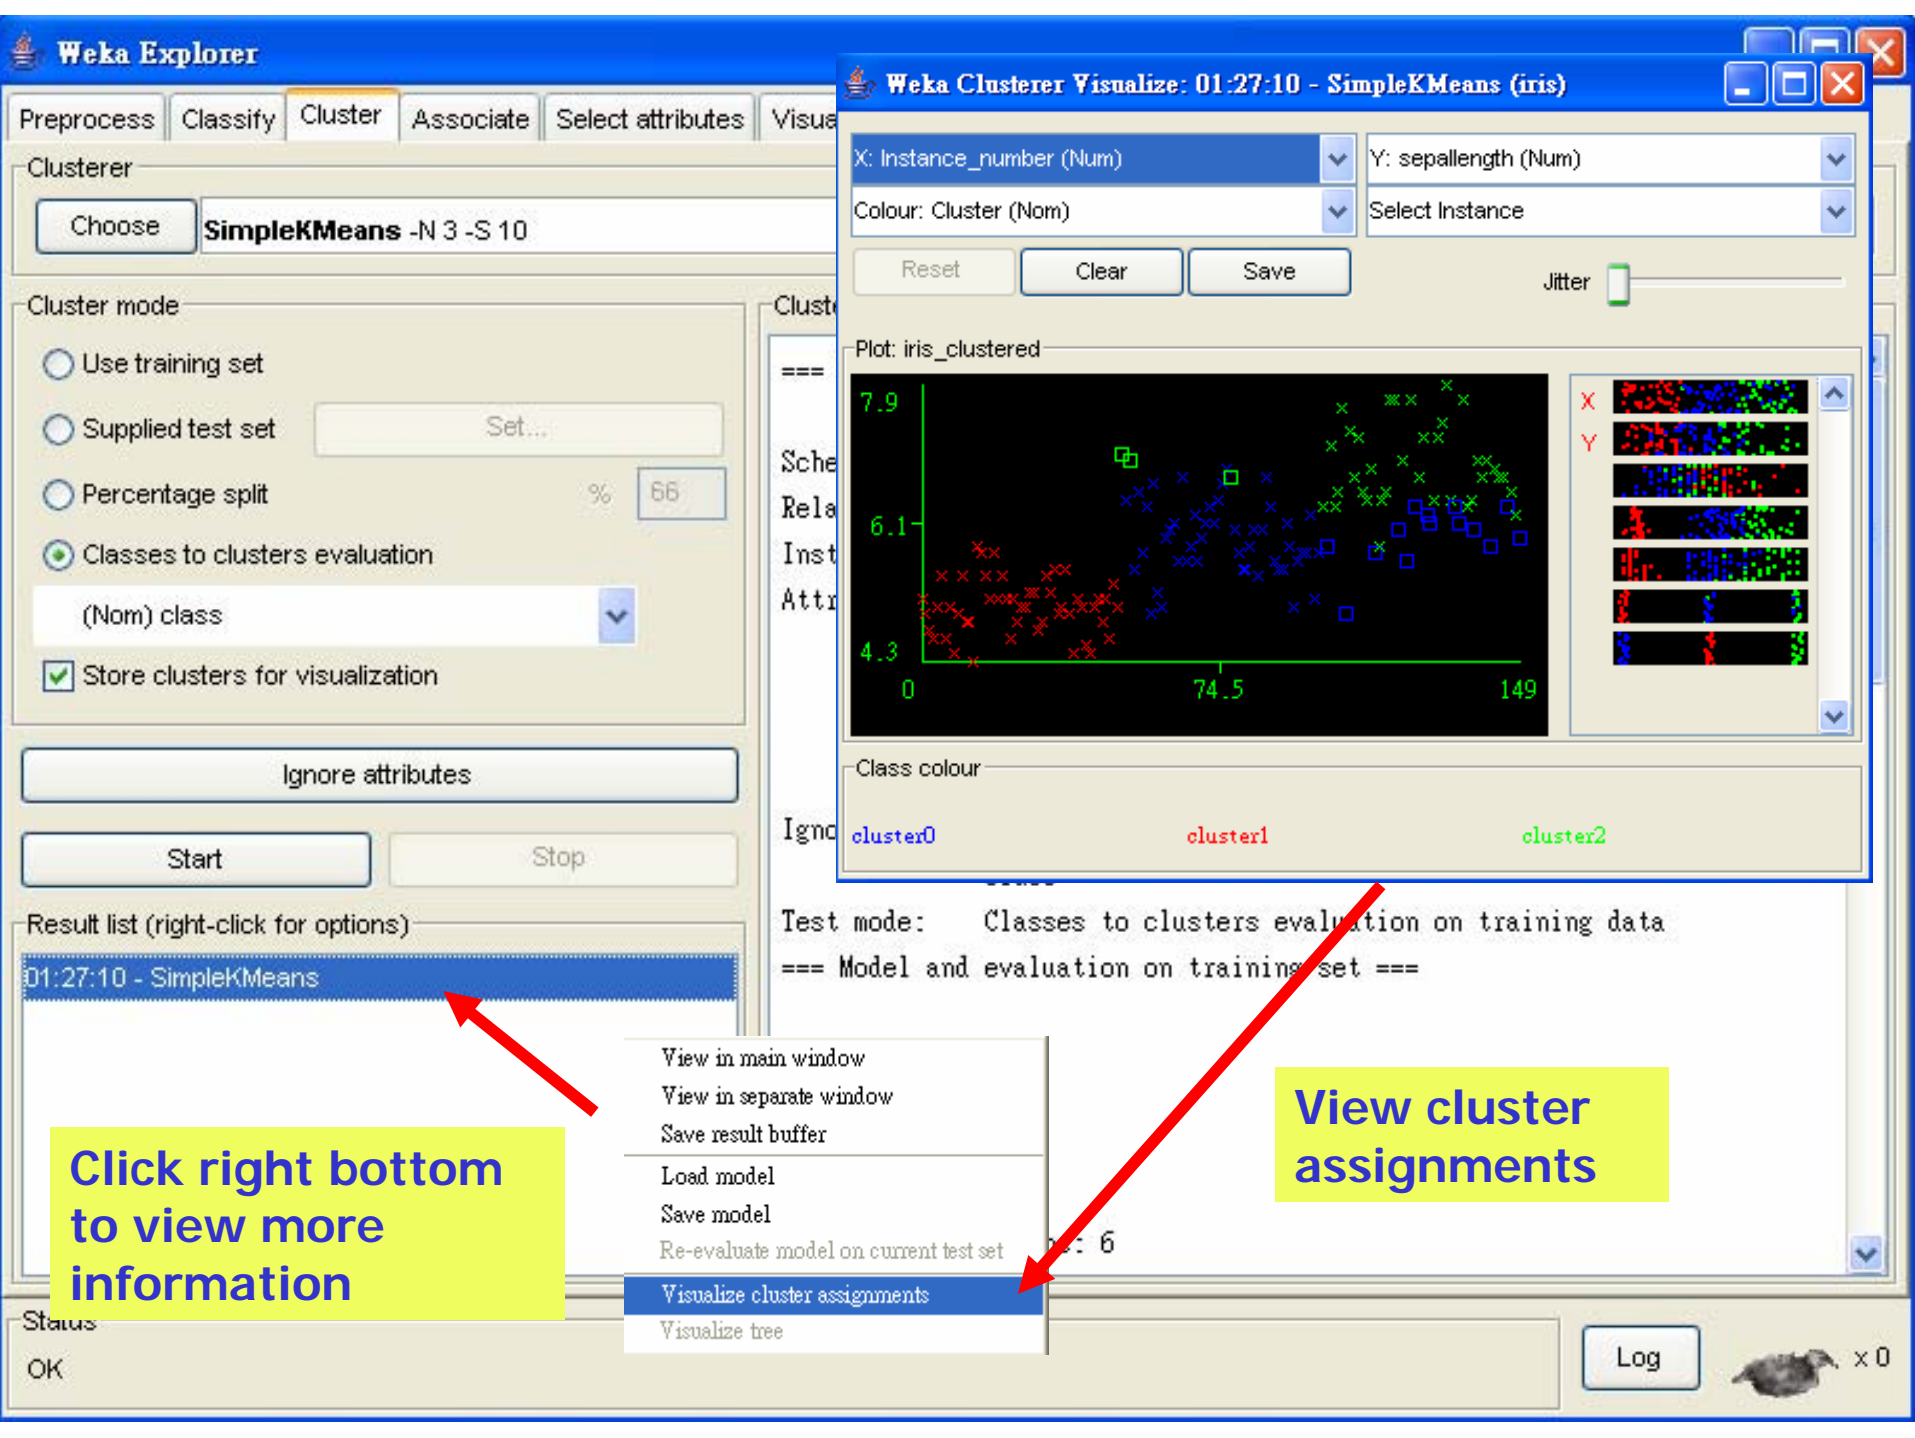 Weka Explorer
Preprocess Classify Cluster Associate Select attributes Visua
Clusterer
Choose SimpleKMeans -N 3 -S 10
Cluster mode
Use training set
Supplied test set Set...
Percentage split % 66
Classes to clusters evaluation
(Nom) class
Store clusters for visualization
Ignore attributes
Start Stop
Result list (right-click for options)
01:27:10 - SimpleKMeans
Click right bottom
to view more
information
Status
OK
Log x 0
Cluste
===
Sche
Rela
Inst
Attr
Igno
Test mode: Classes to clusters evaluation on training data
=== Model and evaluation on training set ===
: 6
Weka Clusterer Visualize: 01:27:10 - SimpleKMeans (iris)
X: Instance_number (Num) Y: sepallength (Num)
Colour: Cluster (Nom) Select Instance
Reset Clear Save Jitter
Plot: iris_clustered
7.9
6.1
4.3
0 74.5 149
X
Y
Class colour
cluster0 cluster1 cluster2
View in main window
View in separate window
Save result buffer
Load model
Save model
Re-evaluate model on current test set
Visualize cluster assignments
Visualize tree
View cluster
assignments